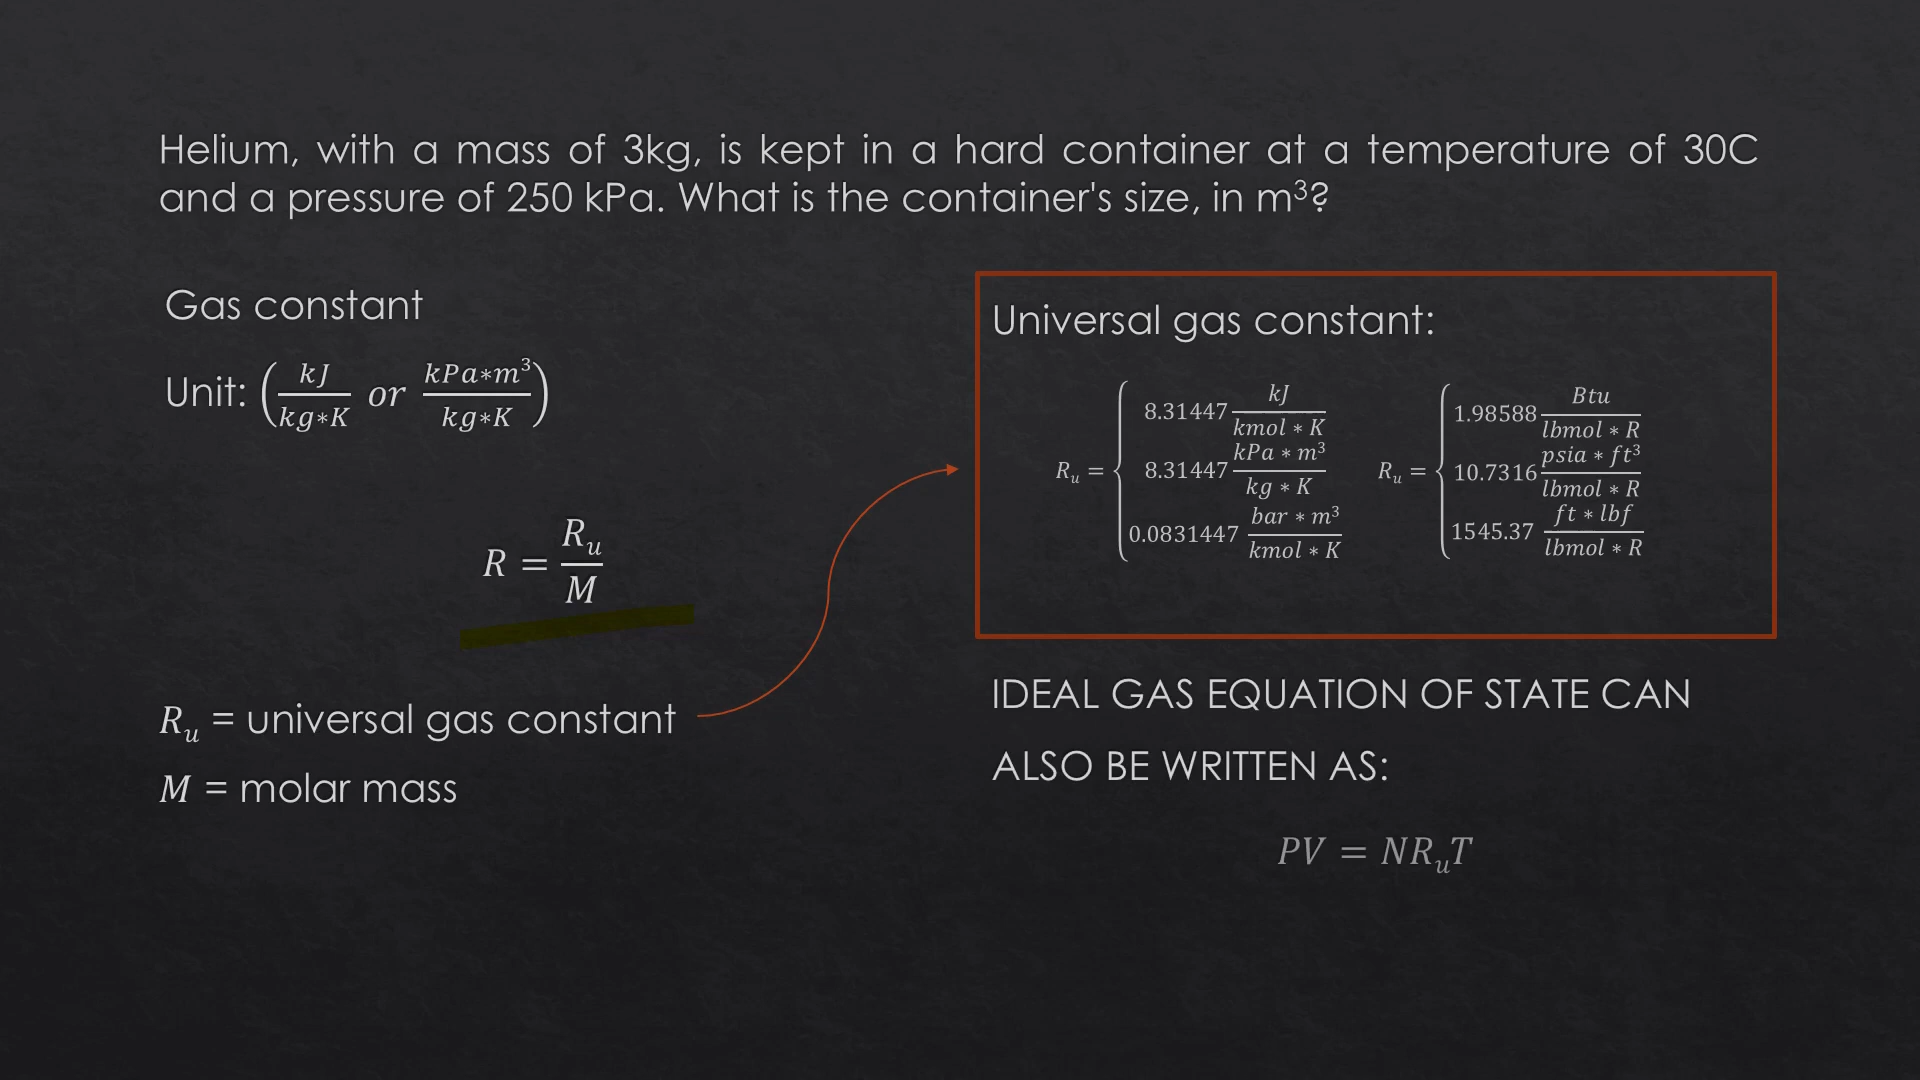 Helium, with a mass of 3kg, is kept in a hard container at a temperature of 30C
and a pressure of 250 kPa. What is the container's size, in m³?
Gas constant
Unit: (kJ/kg∗K or kPa∗m³/kg∗K)
R = Rᵤ/M
Rᵤ = universal gas constant
M = molar mass
Universal gas constant:
Rᵤ = { 8.31447 kJ/kmol ∗ K
8.31447 kPa ∗ m³/kg ∗ K
0.0831447 bar ∗ m³/kmol ∗ K
Rᵤ = { 1.98588 Btu/lbmol ∗ R
10.7316 psia ∗ ft³/lbmol ∗ R
1545.37 ft ∗ lbf/lbmol ∗ R
IDEAL GAS EQUATION OF STATE CAN
ALSO BE WRITTEN AS:
PV = NRᵤT